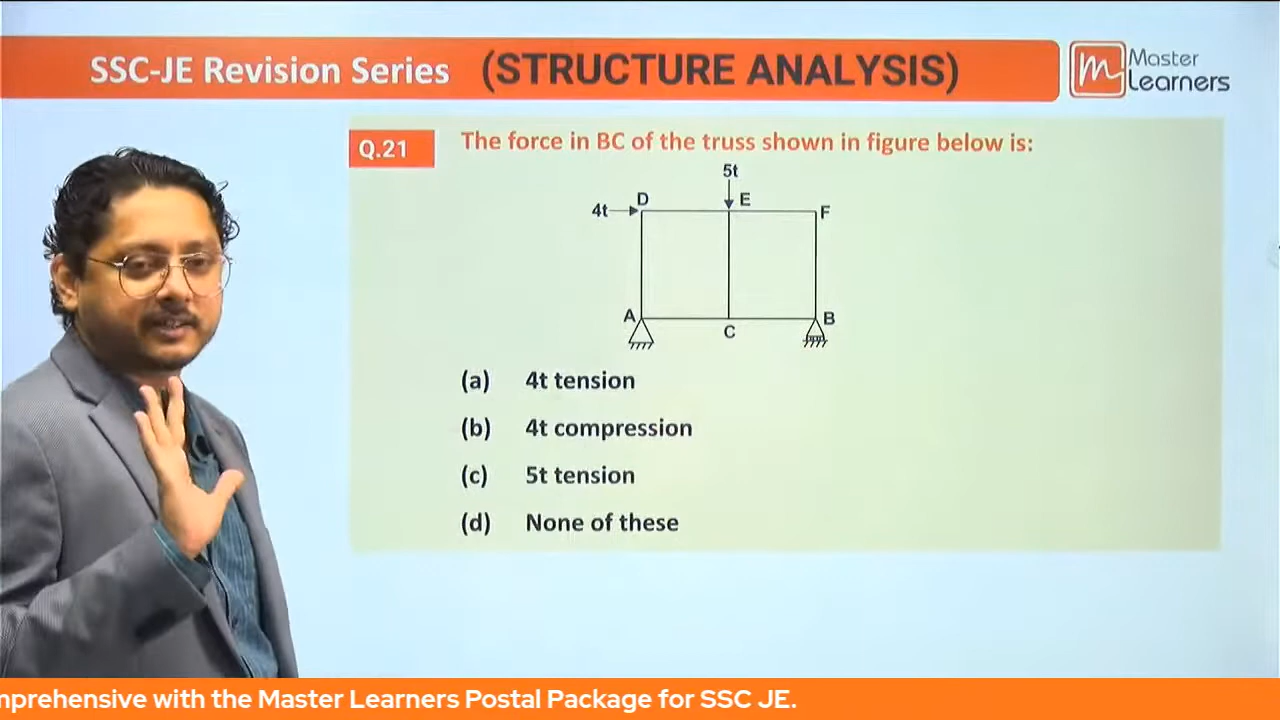 SSC-JE Revision Series (STRUCTURE ANALYSIS)
Master
Learners
Q.21 The force in BC of the truss shown in figure below is:
5t
4t D E F
A C B
(a) 4t tension
(b) 4t compression
(c) 5t tension
(d) None of these
mprehensive with the Master Learners Postal Package for SSC JE.